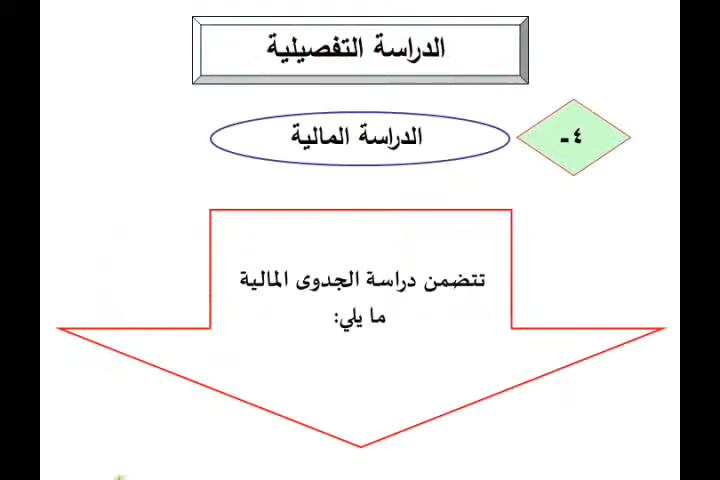 الدراسة التفصيلية
٤- الدراسة المالية
تتضمن دراسة الجدوى المالية
ما يلي: